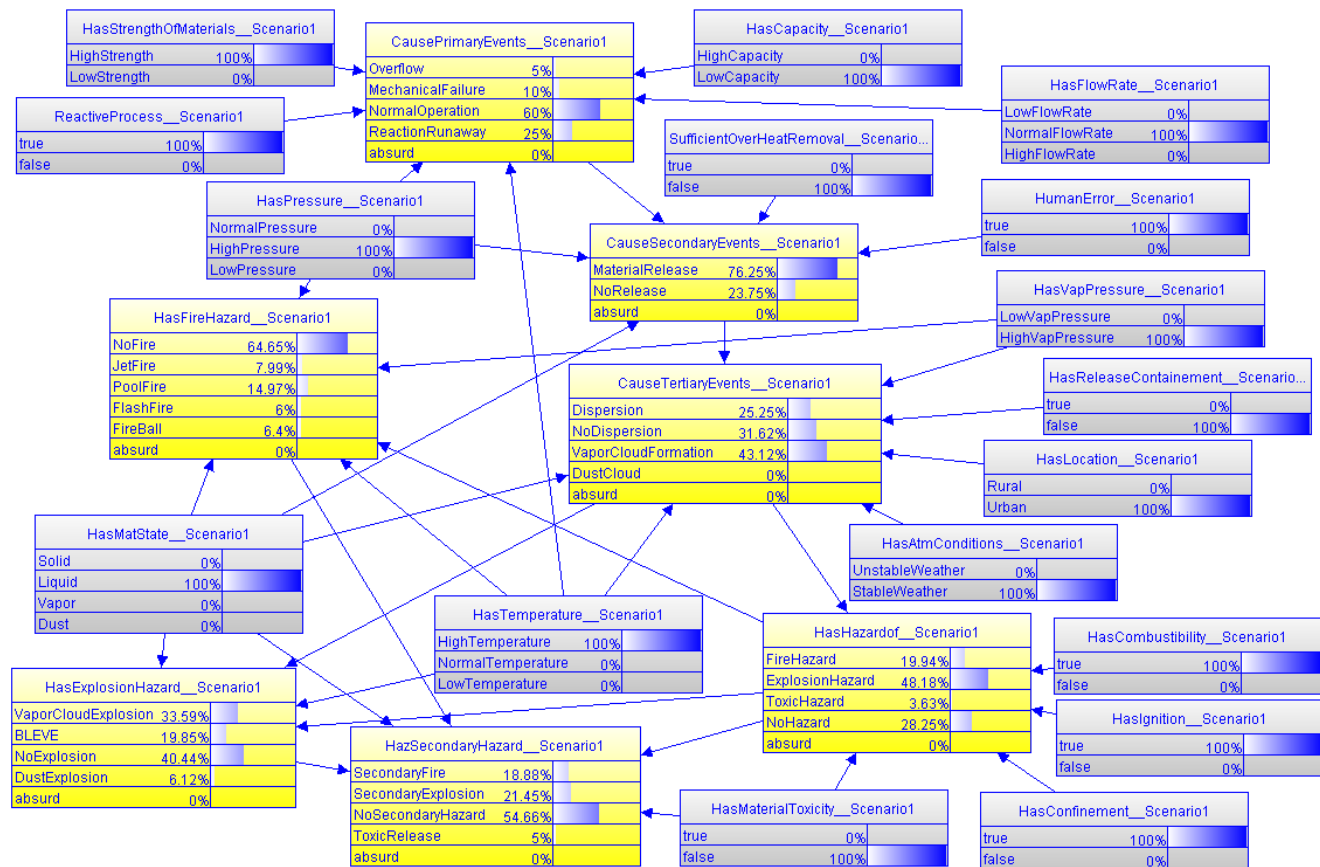 HasStrengthOfMaterials__Scenario1
HighStrength 100%
LowStrength 0%
CausePrimaryEvents__Scenario1
Overflow 5%
MechanicalFailure 10%
NormalOperation 60%
ReactionRunaway 25%
absurd 0%
HasCapacity__Scenario1
HighCapacity 0%
LowCapacity 100%
HasFlowRate__Scenario1
LowFlowRate 0%
NormalFlowRate 100%
HighFlowRate 0%
ReactiveProcess__Scenario1
true 100%
false 0%
SufficientOverHeatRemoval__Scenario...
true 0%
false 100%
HasPressure__Scenario1
NormalPressure 0%
HighPressure 100%
LowPressure 0%
HumanError__Scenario1
true 100%
false 0%
CauseSecondaryEvents__Scenario1
MaterialRelease 76.25%
NoRelease 23.75%
absurd 0%
HasVapPressure__Scenario1
LowVapPressure 0%
HighVapPressure 100%
HasFireHazard__Scenario1
NoFire 64.65%
JetFire 7.99%
PoolFire 14.97%
FlashFire 6%
FireBall 6.4%
absurd 0%
CauseTertiaryEvents__Scenario1
Dispersion 25.25%
NoDispersion 31.62%
VaporCloudFormation 43.12%
DustCloud 0%
absurd 0%
HasReleaseContainement__Scenario...
true 0%
false 100%
HasLocation__Scenario1
Rural 0%
Urban 100%
HasMatState__Scenario1
Solid 0%
Liquid 100%
Vapor 0%
Dust 0%
HasAtmConditions__Scenario1
UnstableWeather 0%
StableWeather 100%
HasTemperature__Scenario1
HighTemperature 100%
NormalTemperature 0%
LowTemperature 0%
HasHazardof__Scenario1
FireHazard 19.94%
ExplosionHazard 48.18%
ToxicHazard 3.63%
NoHazard 28.25%
absurd 0%
HasCombustibility__Scenario1
true 100%
false 0%
HasExplosionHazard__Scenario1
VaporCloudExplosion 33.59%
BLEVE 19.85%
NoExplosion 40.44%
DustExplosion 6.12%
absurd 0%
HasIgnition__Scenario1
true 100%
false 0%
HazSecondaryHazard__Scenario1
SecondaryFire 18.88%
SecondaryExplosion 21.45%
NoSecondaryHazard 54.66%
ToxicRelease 5%
absurd 0%
HasMaterialToxicity__Scenario1
true 0%
false 100%
HasConfinement__Scenario1
true 100%
false 0%